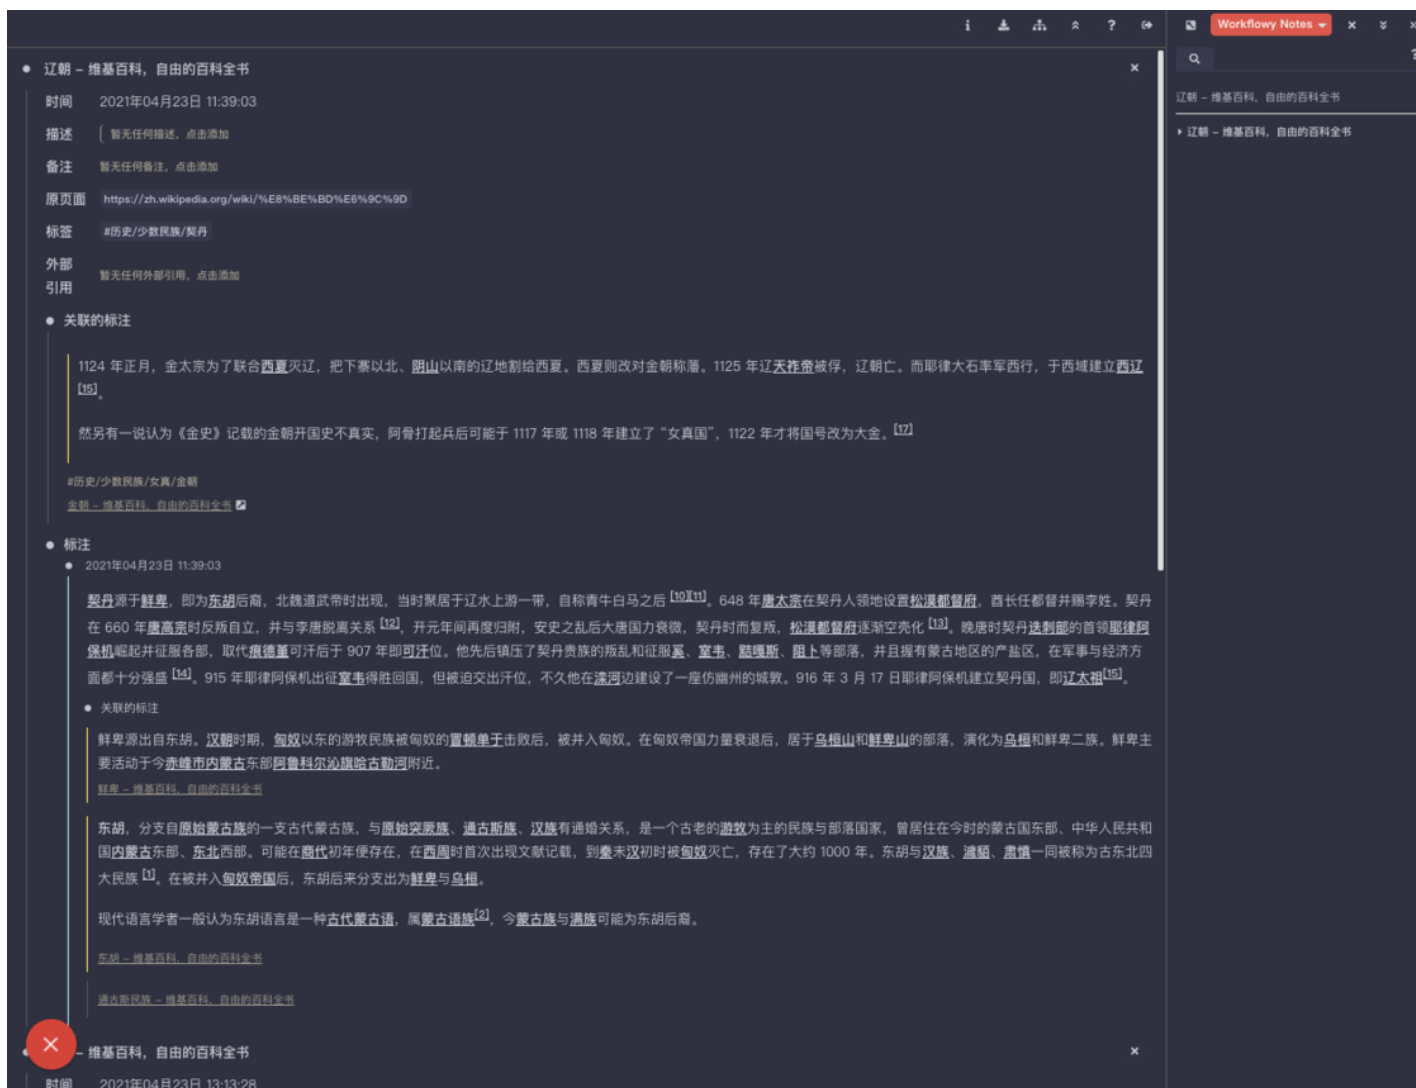 Workflowy Notes
辽朝 – 维基百科，自由的百科全书
时间 2021年04月23日 11:39:03
描述 暂无任何描述，点击添加
备注 暂无任何备注，点击添加
原页面 https://zh.wikipedia.org/wiki/%E8%BE%BD%E6%9C%9D
标签 #历史/少数民族/契丹
外部
引用 暂无任何外部引用，点击添加
关联的标注
1124 年正月，金太宗为了联合西夏灭辽，把下寨以北、阴山以南的辽地割给西夏。西夏则改对金朝称藩。1125 年辽天祚帝被俘，辽朝亡。而耶律大石率军西行，于西域建立西辽
[15]。
然另有一说认为《金史》记载的金朝开国史不真实，阿骨打起兵后可能于 1117 年或 1118 年建立了 “女真国”，1122 年才将国号改为大金。[17]
#历史/少数民族/女真/金朝
金朝 – 维基百科，自由的百科全书
标注
2021年04月23日 11:39:03
契丹源于鲜卑，即为东胡后裔，北魏道武帝时出现，当时聚居于辽水上游一带，自称青牛白马之后 [10][11]。648 年唐太宗在契丹人领地设置松漠都督府，酋长任都督并赐李姓。契丹
在 660 年唐高宗时反叛自立，并与李唐脱离关系 [12]，开元年间再度归附，安史之乱后大唐国力衰微，契丹时而复叛，松漠都督府逐渐空壳化 [13]。晚唐时契丹迭剌部的首领耶律阿
保机崛起并征服各部，取代痕德堇可汗后于 907 年即可汗位。他先后镇压了契丹贵族的叛乱和征服奚、室韦、黠嘎斯、阻卜等部落，并且握有蒙古地区的产盐区，在军事与经济方
面都十分强盛 [14]。915 年耶律阿保机出征室韦得胜回国，但被迫交出汗位，不久他在滦河边建设了一座仿幽州的城敦。916 年 3 月 17 日耶律阿保机建立契丹国，即辽太祖[15]。
关联的标注
鲜卑源出自东胡。汉朝时期，匈奴以东的游牧民族被匈奴的冒顿单于击败后，被并入匈奴。在匈奴帝国力量衰退后，居于乌桓山和鲜卑山的部落，演化为乌桓和鲜卑二族。鲜卑主
要活动于今赤峰市内蒙古东部阿鲁科尔沁旗哈古勒河附近。
鲜卑 – 维基百科，自由的百科全书
东胡，分支自原始蒙古族的一支古代蒙古族，与原始突厥族、通古斯族、汉族有通婚关系，是一个古老的游牧为主的民族与部落国家，曾居住在今时的蒙古国东部、中华人民共和
国内蒙古东部、东北西部。可能在商代初年便存在，在西周时首次出现文献记载，到秦末汉初时被匈奴灭亡，存在了大约 1000 年。东胡与汉族、濊貊、肃慎一同被称为古东北四
大民族 [1]。在被并入匈奴帝国后，东胡后来分支出为鲜卑与乌桓。
现代语言学者一般认为东胡语言是一种古代蒙古语，属蒙古语族[2]，今蒙古族与满族可能为东胡后裔。
东胡 – 维基百科，自由的百科全书
通古斯民族 – 维基百科，自由的百科全书
– 维基百科，自由的百科全书
时间 2021年04月23日 13:13:28
辽朝 – 维基百科，自由的百科全书
辽朝 – 维基百科，自由的百科全书